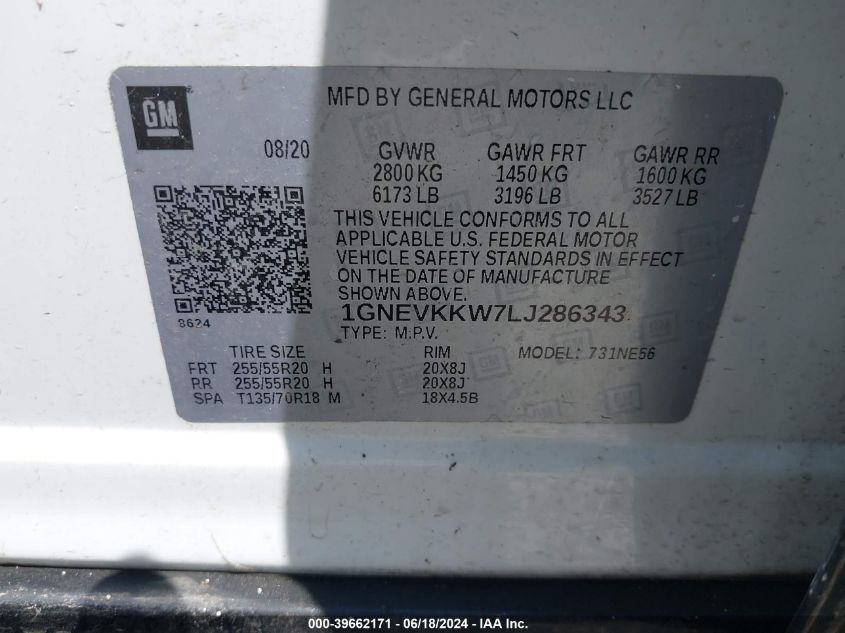 GM
MFD BY GENERAL MOTORS LLC
08/20 GVWR GAWR FRT GAWR RR
2800 KG 1450 KG 1600 KG
6173 LB 3196 LB 3527 LB
THIS VEHICLE CONFORMS TO ALL
APPLICABLE U.S. FEDERAL MOTOR
VEHICLE SAFETY STANDARDS IN EFFECT
ON THE DATE OF MANUFACTURE
SHOWN ABOVE.
1GNEVKKW7LJ286343
8624
TYPE: M.P.V.
TIRE SIZE RIM MODEL: 731NE56
FRT 255/55R20 H 20X8J
RR 255/55R20 H 20X8J
SPA T135/70R18 M 18X4.5B
000-39662171 - 06/18/2024 - IAA Inc.